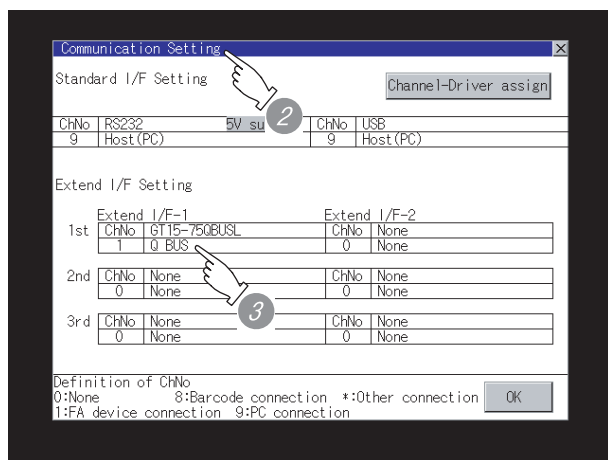 Communication Setting
Standard I/F Setting
Channel-Driver assign
ChNo RS232 5V su ChNo USB
9 Host(PC) 9 Host(PC)
2
Extend I/F Setting
Extend I/F-1 Extend I/F-2
1st ChNo GT15-75QBUSL ChNo None
1 Q BUS 0 None
2nd ChNo None ChNo None
0 None 0 None
3
3rd ChNo None ChNo None
0 None 0 None
Definition of ChNo
0:None 8:Barcode connection *:Other connection
1:FA device connection 9:PC connection
OK